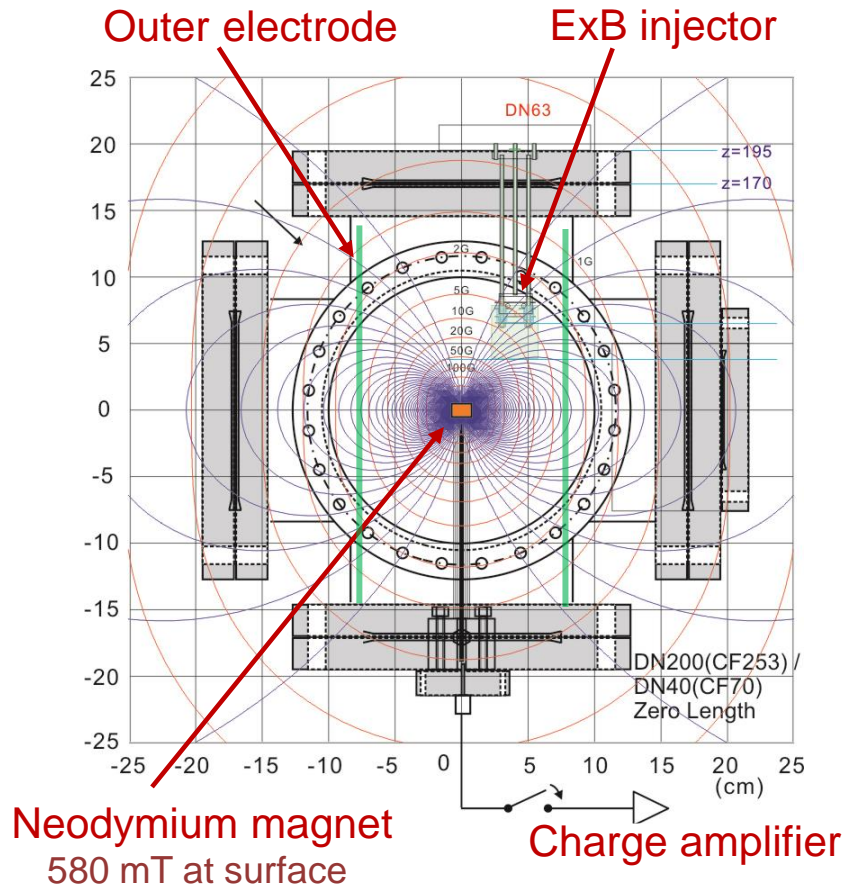 Outer electrode
ExB injector
25
20
15
10
5
0
-5
-10
-15
-20
-25
DN63
z=195
z=170
2G
1G
5G
10G
20G
50G
100G
DN200(CF253) /
DN40(CF70)
Zero Length
-25 -20 -15 -10 -5 0 5 10 15 20 25
(cm)
Neodymium magnet
580 mT at surface
Charge amplifier